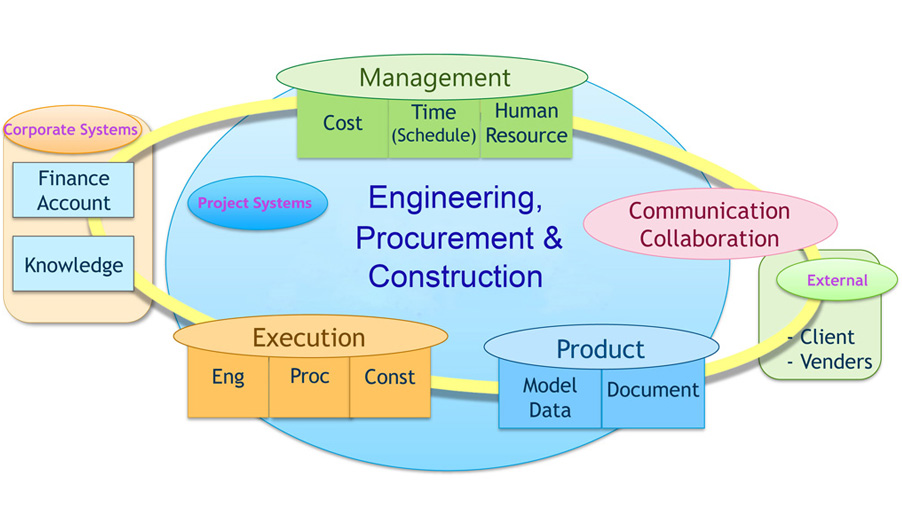 Management
Cost
Time
(Schedule)
Human
Resource
Corporate Systems
Finance
Account
Knowledge
Project Systems
Engineering,
Procurement &
Construction
Communication
Collaboration
External
- Client
- Venders
Execution
Eng
Proc
Const
Product
Model
Data
Document